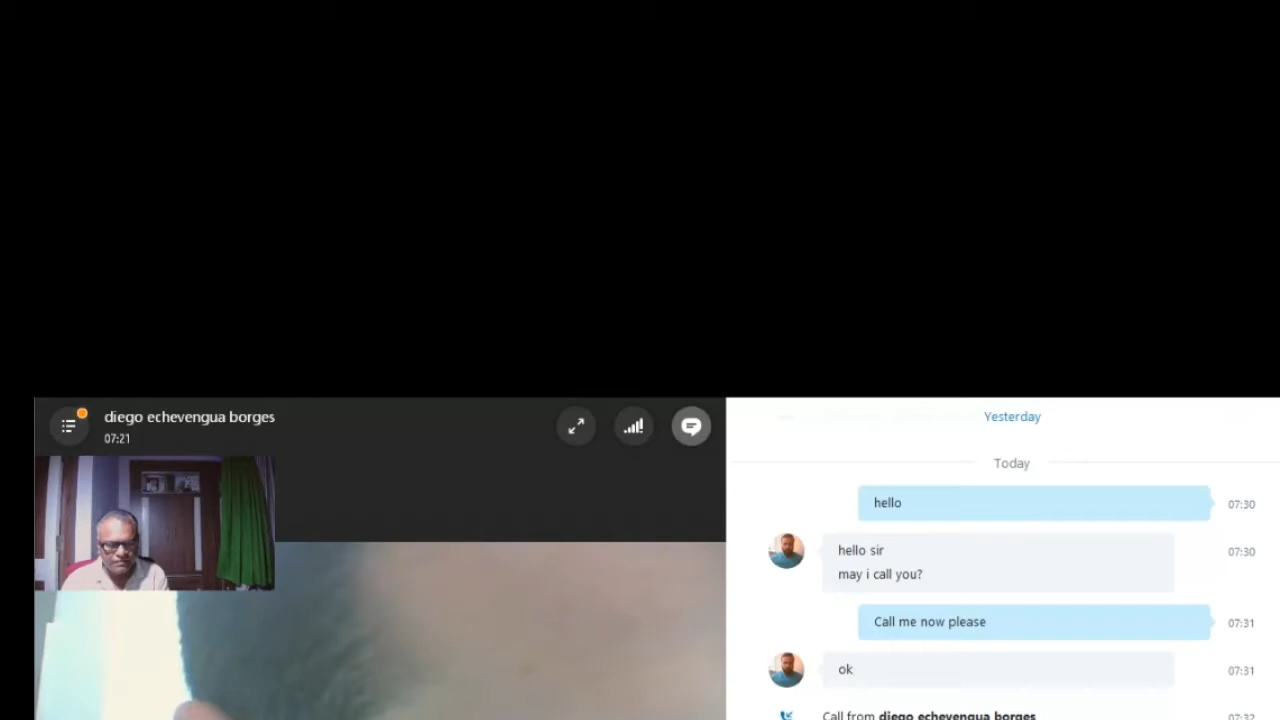 diego echevengua borges
07:21
Yesterday
Today
hello
07:30
hello sir
07:30
may i call you?
Call me now please
07:31
ok
07:31
Call from diego echevengua borges
07:32